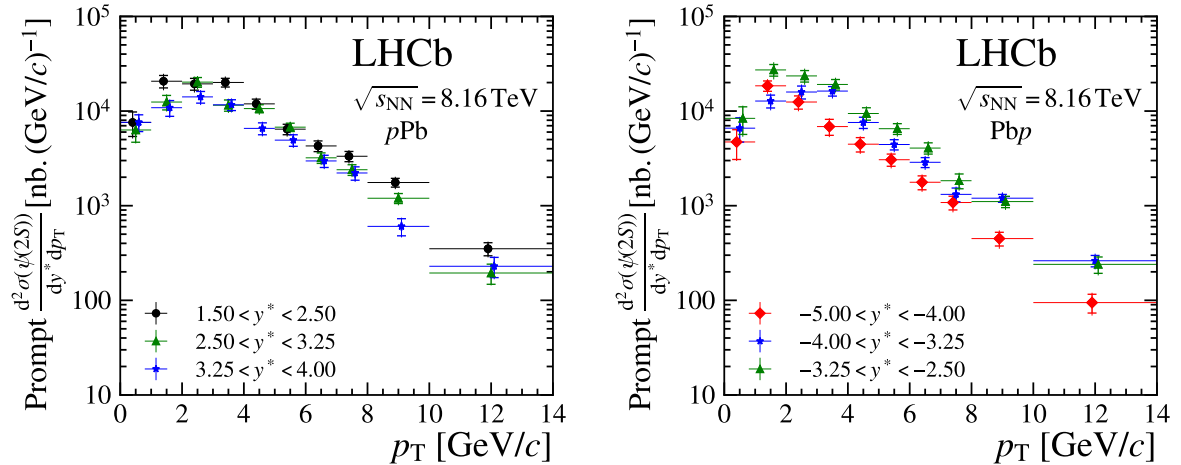 LHCb
√sNN = 8.16 TeV
pPb
Prompt d²σ(ψ(2S))/dy* dpT [nb. (GeV/c)⁻¹]
10⁵
10⁴
10³
100
10
1.50 < y* < 2.50
2.50 < y* < 3.25
3.25 < y* < 4.00
0 2 4 6 8 10 12 14
pT [GeV/c]
LHCb
√sNN = 8.16 TeV
Pbp
Prompt d²σ(ψ(2S))/dy* dpT [nb. (GeV/c)⁻¹]
10⁵
10⁴
10³
100
10
−5.00 < y* < −4.00
−4.00 < y* < −3.25
−3.25 < y* < −2.50
0 2 4 6 8 10 12 14
pT [GeV/c]